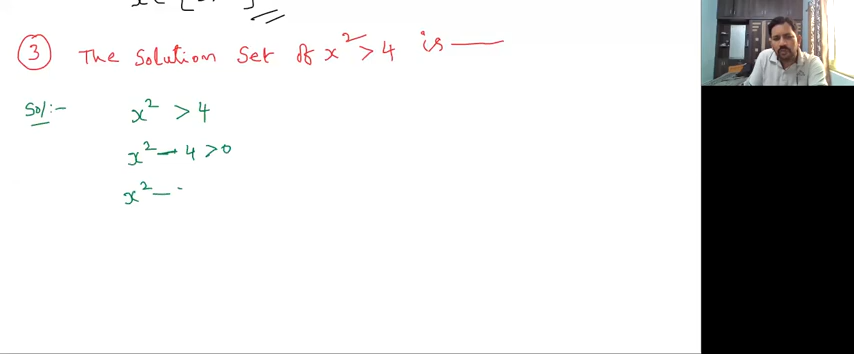 ③ The solution set of x² > 4 is ——
Sol:-
x² > 4
x² - 4 > 0
x² -